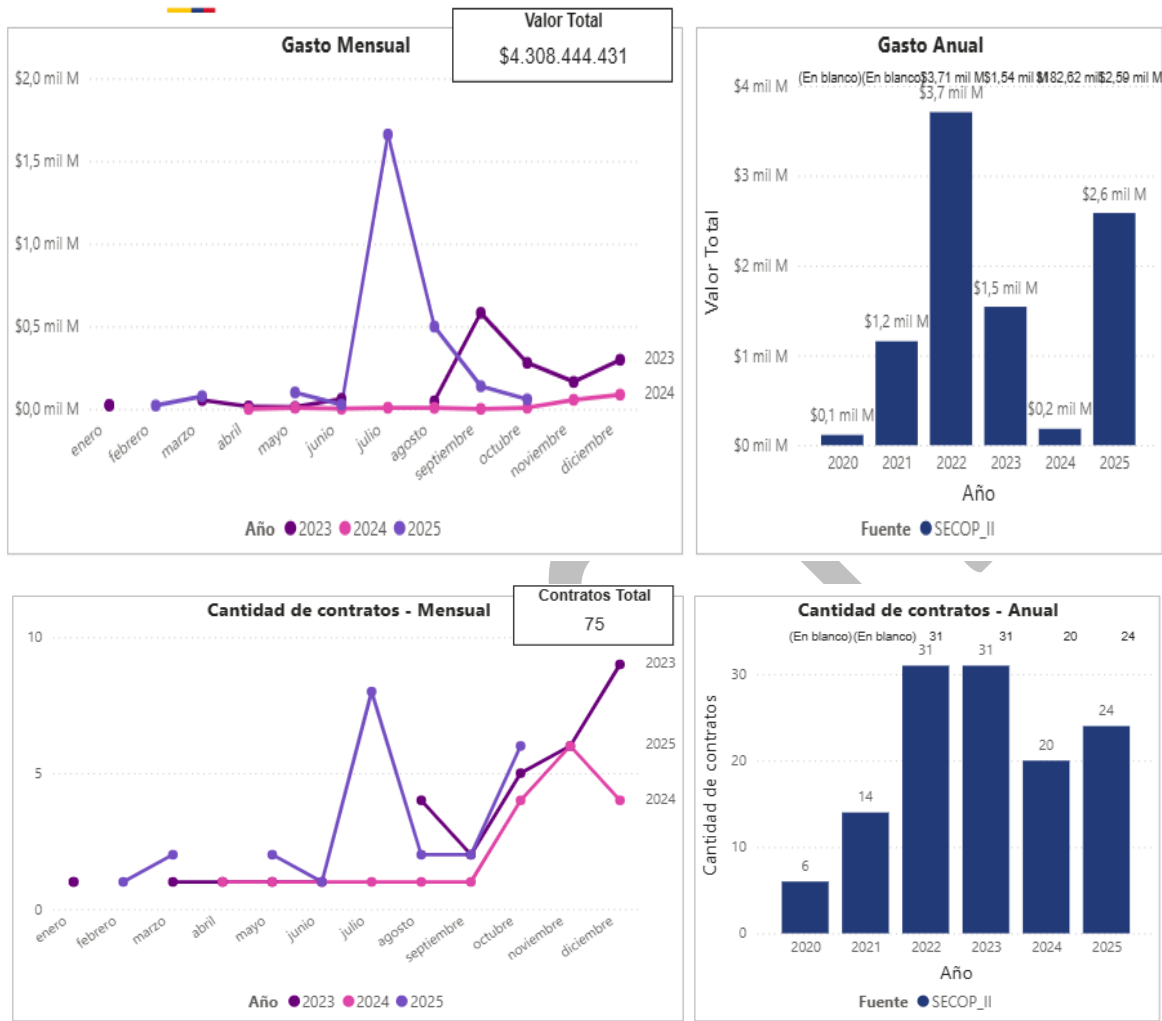 Gasto Mensual
Valor Total
$4.308.444.431
$2,0 mil M
$1,5 mil M
$1,0 mil M
$0,5 mil M
$0,0 mil M
2023
2024
enero
febrero
marzo
abril
mayo
junio
julio
agosto
septiembre
octubre
noviembre
diciembre
Año 2023 2024 2025
Gasto Anual
(En blanco) (En blanco) $3,71 mil M $1,54 mil M $182,62 mil $2,59 mil M
$4 mil M
$3 mil M
$2 mil M
$1 mil M
$0 mil M
Valor Total
$0,1 mil M
$1,2 mil M
$3,7 mil M
$1,5 mil M
$0,2 mil M
$2,6 mil M
2020 2021 2022 2023 2024 2025
Año
Fuente SECOP_II
Cantidad de contratos - Mensual
Contratos Total
75
10
5
0
2023
2025
2024
enero
febrero
marzo
abril
mayo
junio
julio
agosto
septiembre
octubre
noviembre
diciembre
Año 2023 2024 2025
Cantidad de contratos - Anual
(En blanco) (En blanco) 31 31 20 24
30
20
10
0
Cantidad de contratos
6
14
31
31
20
24
2020 2021 2022 2023 2024 2025
Año
Fuente SECOP_II